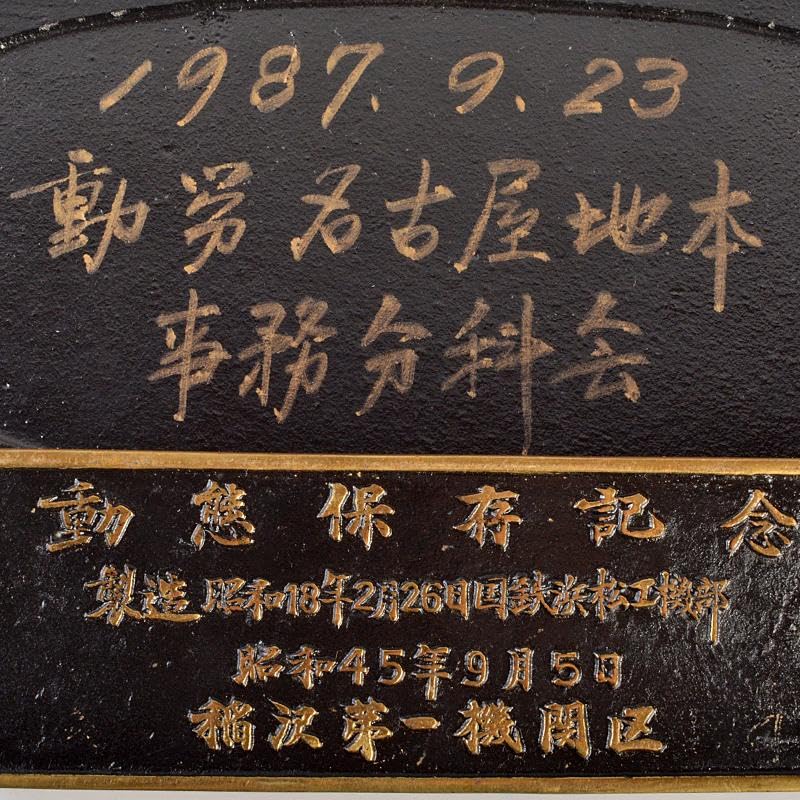 1987. 9. 23
動労名古屋地本
事務分科会
動態保存記念
製造昭和18年2月26日国鉄浜松工機部
昭和45年9月5日
稲沢第一機関区